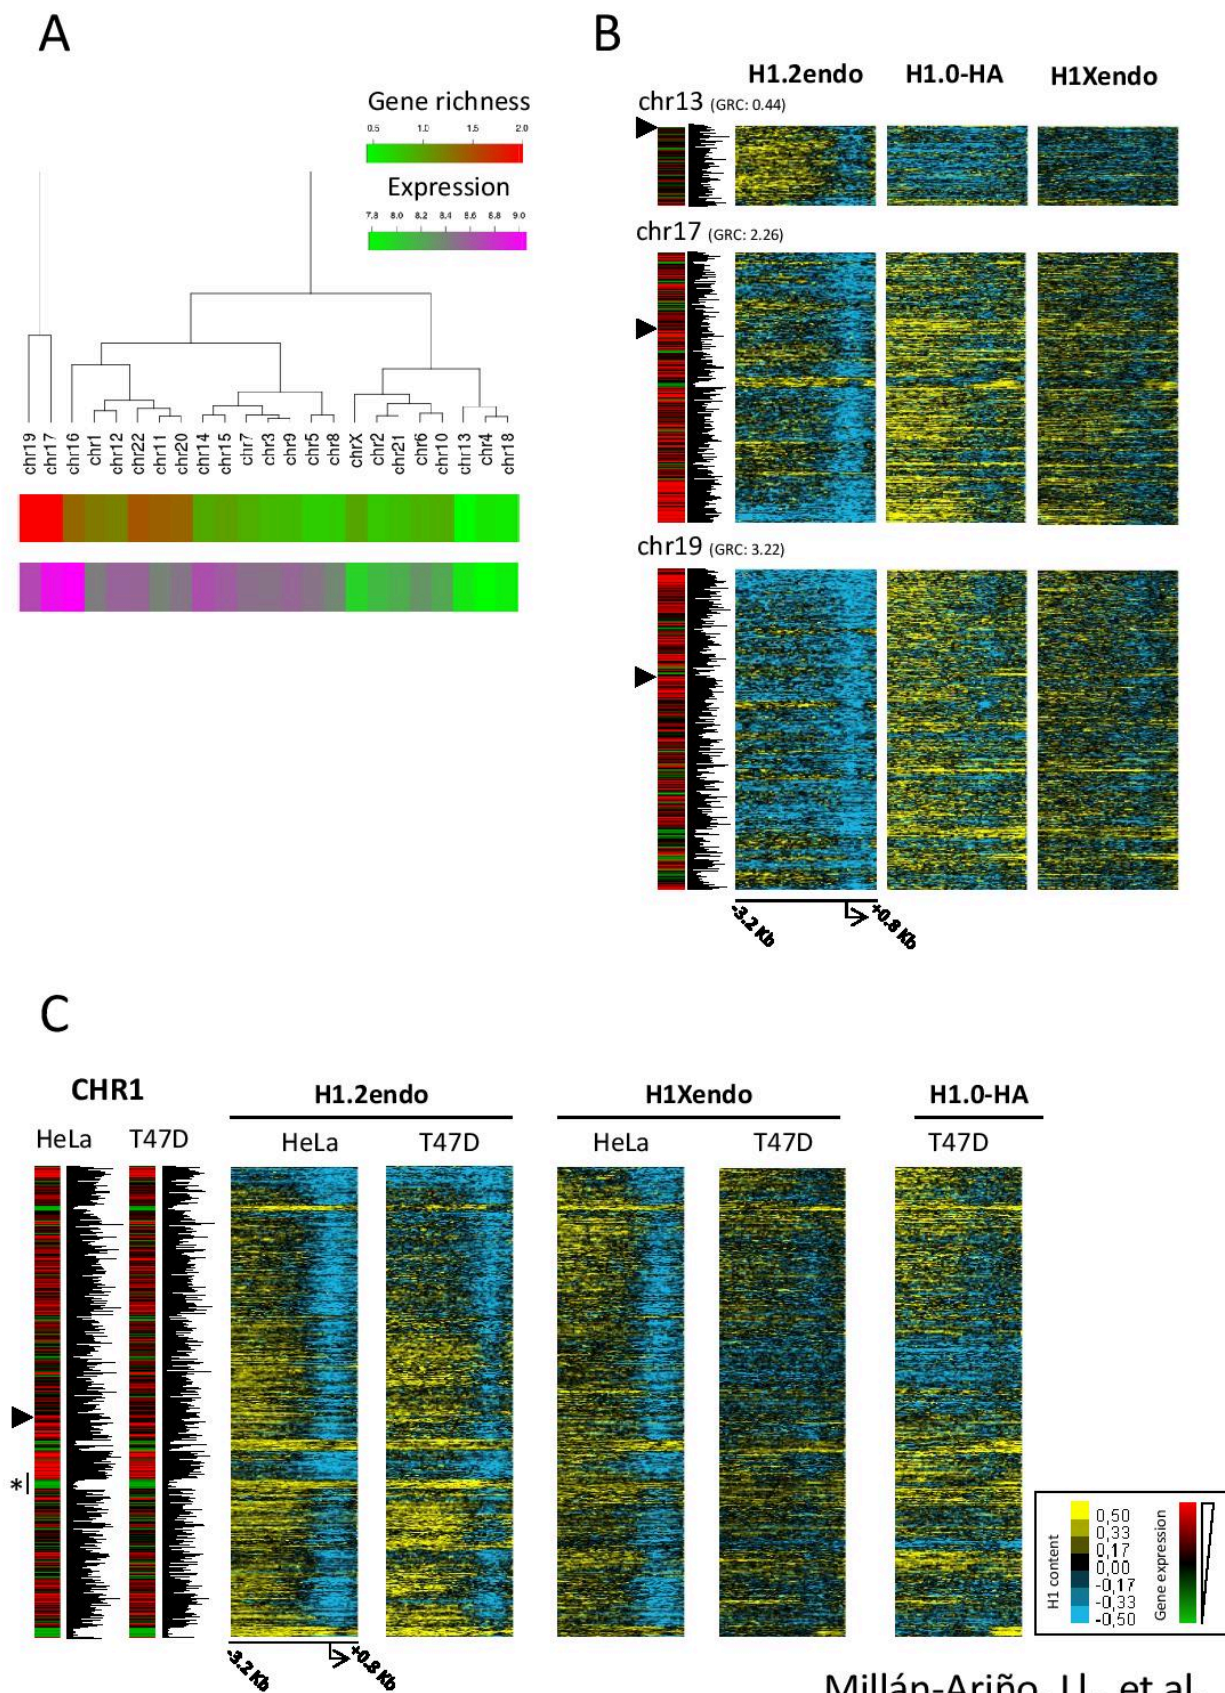 A
Gene richness
0.5 1.0 1.5 2.0
Expression
7.8 8.0 8.2 8.4 8.6 8.8 9.0
chr19 chr17 chr16 chr1 chr12 chr22 chr11 chr20 chr14 chr15 chr7 chr3 chr9 chr5 chr8 chrX chr2 chr21 chr6 chr10 chr13 chr4 chr18
B
H1.2endo H1.0-HA H1Xendo
chr13 (GRC: 0.44)
chr17 (GRC: 2.26)
chr19 (GRC: 3.22)
-3.2 Kb +0.8 Kb
C
CHR1 H1.2endo H1Xendo H1.0-HA
HeLa T47D HeLa T47D HeLa T47D T47D
*
-3.2 Kb +0.8 Kb
H1 content
0,50
0,33
0,17
0,00
-0,17
-0,33
-0,50
Gene expression
Millán-Ariño, Ll., et al.